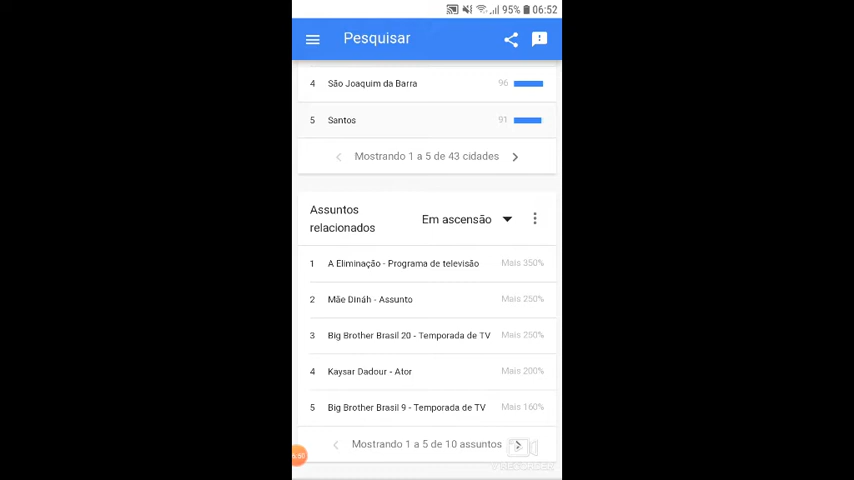 95% 06:52
Pesquisar
4 São Joaquim da Barra 96
5 Santos 91
Mostrando 1 a 5 de 43 cidades
Assuntos relacionados
Em ascensão
1 A Eliminação - Programa de televisão Mais 350%
2 Mãe Dináh - Assunto Mais 250%
3 Big Brother Brasil 20 - Temporada de TV Mais 250%
4 Kaysar Dadour - Ator Mais 200%
5 Big Brother Brasil 9 - Temporada de TV Mais 160%
Mostrando 1 a 5 de 10 assuntos